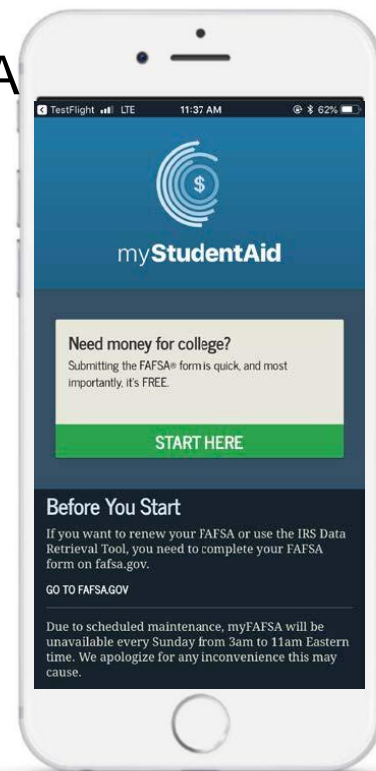 A
TestFlight LTE 11:37 AM 62%
$
myStudentAid
Need money for college?
Submitting the FAFSA® form is quick, and most
importantly, it's FREE.
START HERE
Before You Start
If you want to renew your FAFSA or use the IRS Data
Retrieval Tool, you need to complete your FAFSA
form on fafsa.gov.
GO TO FAFSA.GOV
Due to scheduled maintenance, myFAFSA will be
unavailable every Sunday from 3am to 11am Eastern
time. We apologize for any inconvenience this may
cause.